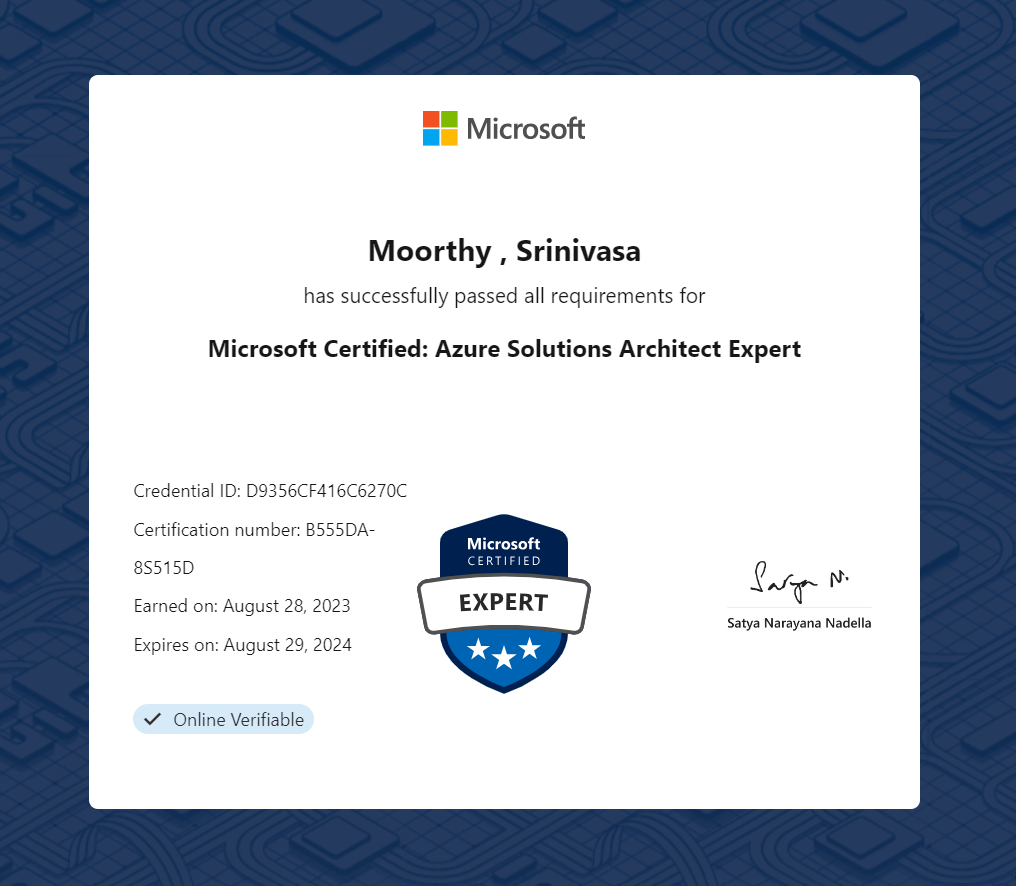 Microsoft
Moorthy , Srinivasa
has successfully passed all requirements for
Microsoft Certified: Azure Solutions Architect Expert
Credential ID: D9356CF416C6270C
Certification number: B555DA-
8S515D
Earned on: August 28, 2023
Expires on: August 29, 2024
Online Verifiable
Microsoft
CERTIFIED
EXPERT
Satya N.
Satya Narayana Nadella